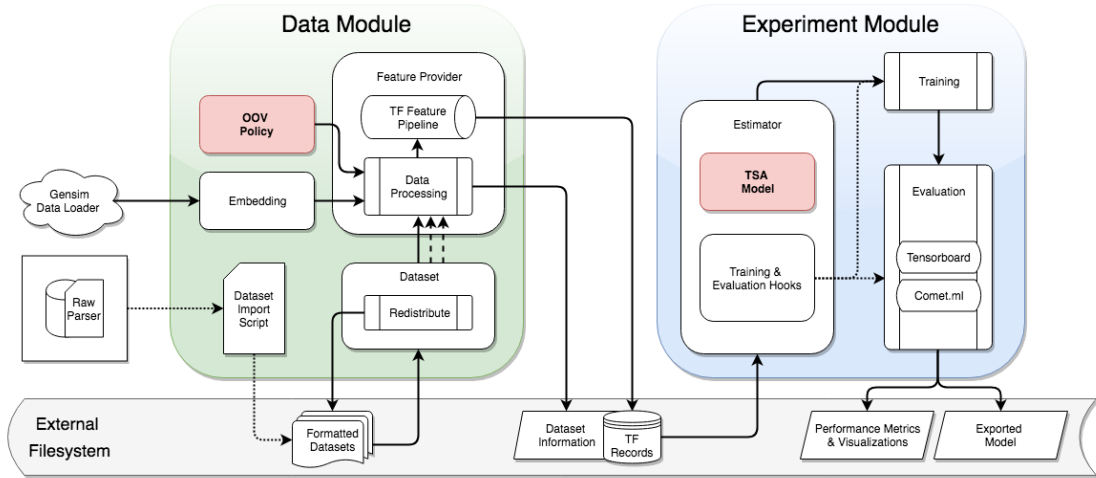 Data Module
Experiment Module
Feature Provider
TF Feature
Pipeline
OOV
Policy
Data
Processing
Embedding
Gensim
Data Loader
Raw
Parser
Dataset
Import
Script
Dataset
Redistribute
Training
Estimator
TSA
Model
Training &
Evaluation Hooks
Evaluation
Tensorboard
Comet.ml
External
Filesystem
Formatted
Datasets
Dataset
Information
TF
Records
Performance Metrics
& Visualizations
Exported
Model